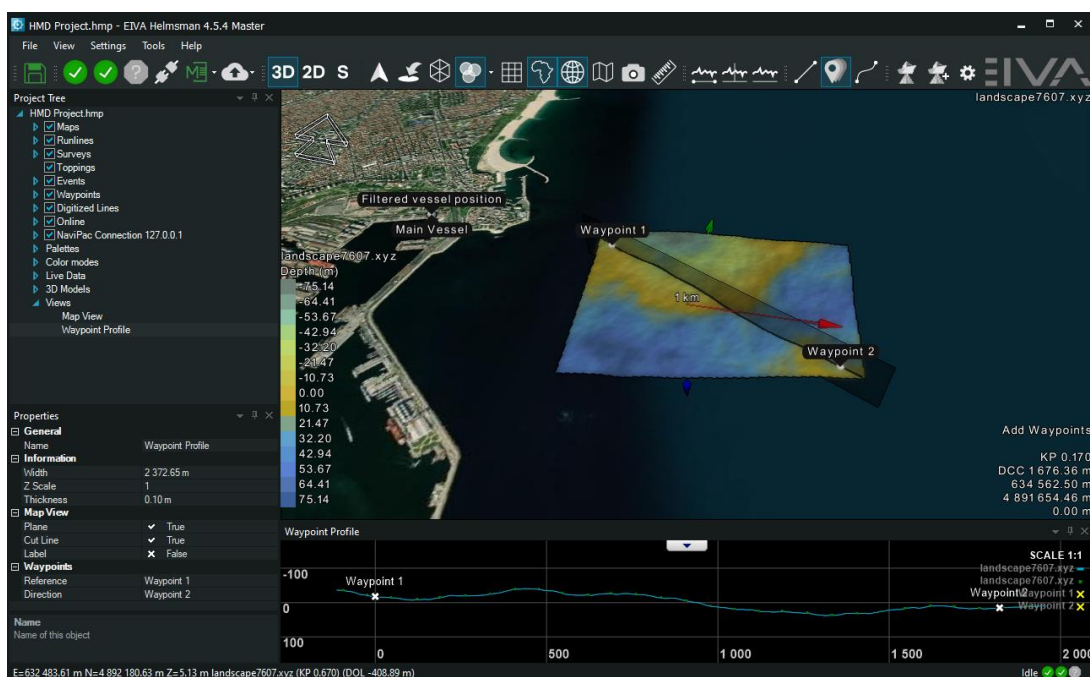 HMD Project.hmp - EIVA Helmsman 4.5.4 Master
File View Settings Tools Help
3D 2D S
EIVA
Project Tree
HMD Project.hmp
Maps
Runlines
Surveys
Toppings
Events
Waypoints
Digitized Lines
Online
NaviPac Connection 127.0.0.1
Palettes
Color modes
Live Data
3D Models
Views
Map View
Waypoint Profile
Properties
General
Name Waypoint Profile
Information
Width 2 372.65 m
Z Scale 1
Thickness 0.10 m
Map View
Plane True
Cut Line True
Label False
Waypoints
Reference Waypoint 1
Direction Waypoint 2
Name
Name of this object
landscape7607.xyz
Filtered vessel position
Main Vessel
Waypoint 1
1 km
Waypoint 2
landscape7607.xyz
Depth (m)
-75.14
-64.41
-53.67
-42.94
-32.20
-21.47
-10.73
0.00
10.73
21.47
32.20
42.94
53.67
64.41
75.14
Add Waypoints
KP 0.170
DCC 1 676.36 m
634 562.50 m
4 891 654.46 m
0.00 m
Waypoint Profile
SCALE 1:1
landscape7607.xyz
landscape7607.xyz
Waypoint 1
Waypoint 2
-100
0
100
Waypoint 1
Waypoint 2
0 500 1 000 1 500 2 000
E=632 483.61 m N=4 892 180.63 m Z=5.13 m landscape7607.xyz (KP 0.670) (DOL -408.89 m)
Idle